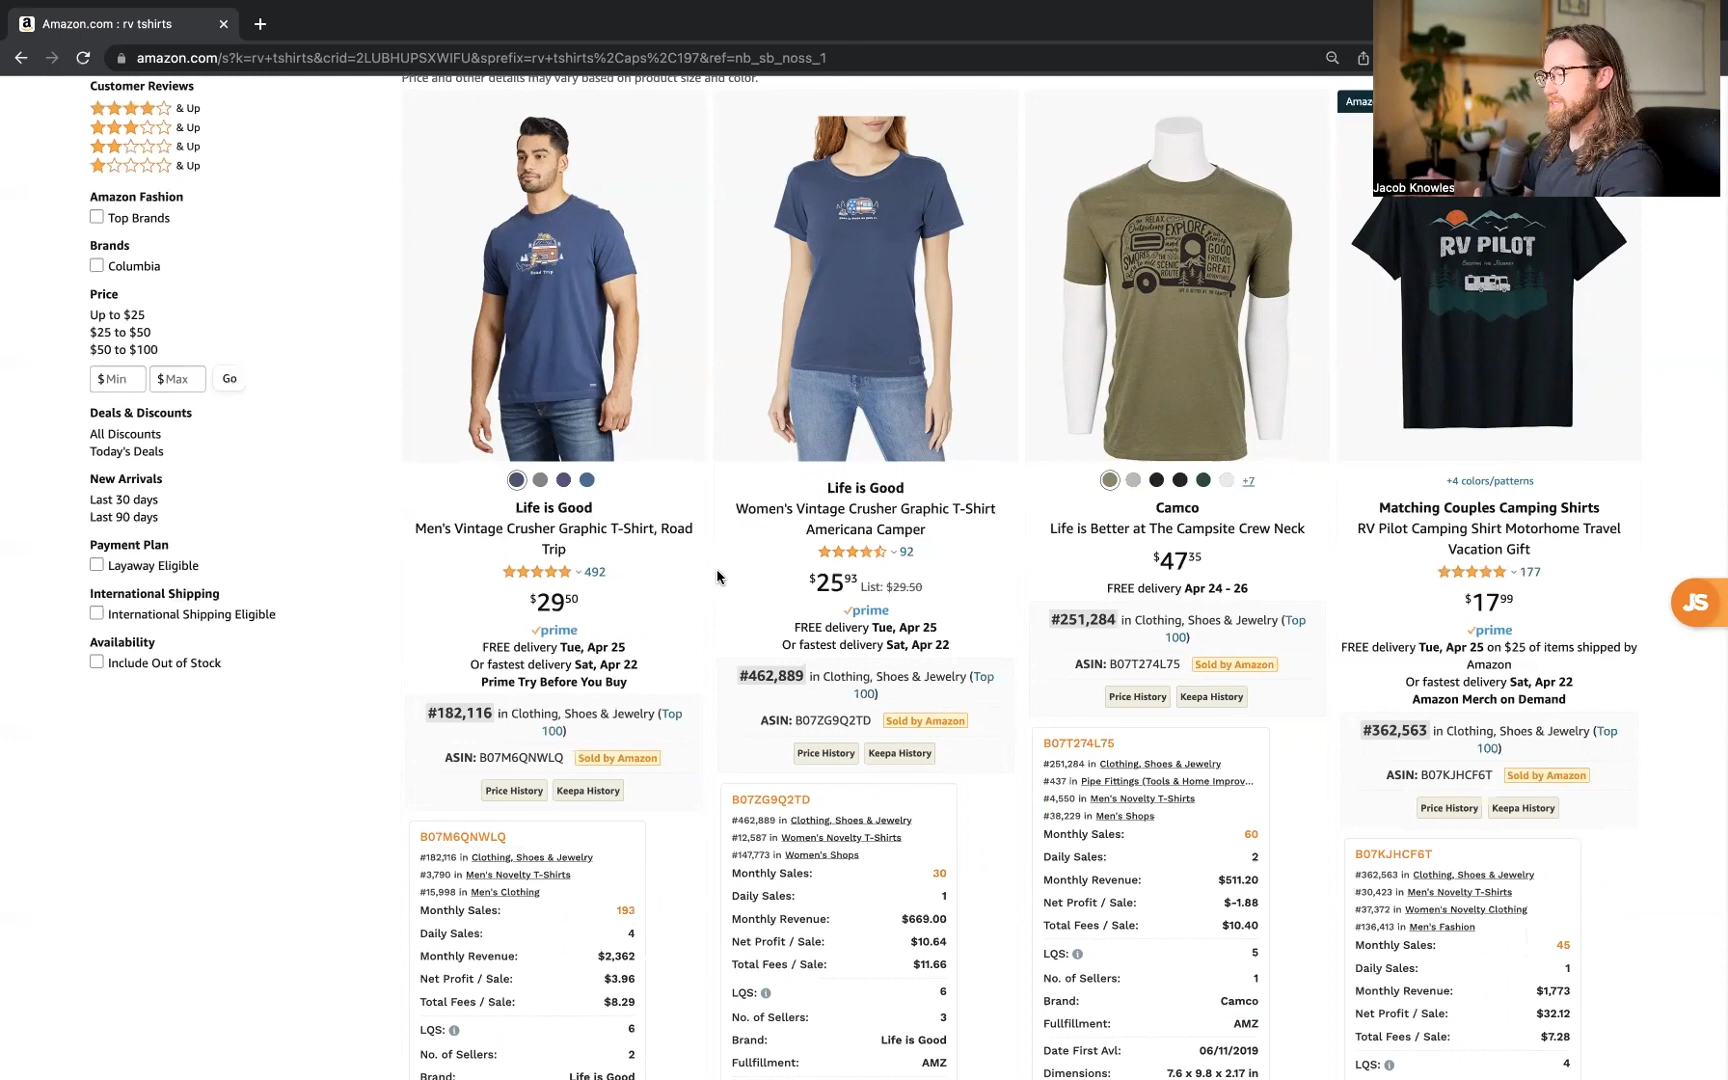 Amazon.com : rv tshirts
amazon.com/s?k=rv+tshirts&crid=2LUBHUPSXWIFU&sprefix=rv+tshirts%2Caps%2C197&ref=nb_sb_noss_1
Jacob Knowles
Price and other details may vary based on product size and color.
Customer Reviews
& Up
& Up
& Up
& Up
Amazon Fashion
Top Brands
Brands
Columbia
Price
Up to $25
$25 to $50
$50 to $100
$ Min
$ Max
Go
Deals & Discounts
All Discounts
Today's Deals
New Arrivals
Last 30 days
Last 90 days
Payment Plan
Layaway Eligible
International Shipping
International Shipping Eligible
Availability
Include Out of Stock
Road Trip
Life is Good
Men's Vintage Crusher Graphic T-Shirt, Road
Trip
492
$29 50
prime
FREE delivery Tue, Apr 25
Or fastest delivery Sat, Apr 22
Prime Try Before You Buy
#182,116 in Clothing, Shoes & Jewelry (Top
100)
ASIN: B07M6QNWLQ Sold by Amazon
Price History Keepa History
B07M6QNWLQ
#182,116 in Clothing, Shoes & Jewelry
#3,790 in Men's Novelty T-Shirts
#15,998 in Men's Clothing
Monthly Sales: 193
Daily Sales: 4
Monthly Revenue: $2,362
Net Profit / Sale: $3.96
Total Fees / Sale: $8.29
LQS: 6
No. of Sellers: 2
Brand: Life is Good
Life is Good
Women's Vintage Crusher Graphic T-Shirt
Americana Camper
92
$25 93 List: $29.50
prime
FREE delivery Tue, Apr 25
Or fastest delivery Sat, Apr 22
#462,889 in Clothing, Shoes & Jewelry (Top
100)
ASIN: B07ZG9Q2TD Sold by Amazon
Price History Keepa History
B07ZG9Q2TD
#462,889 in Clothing, Shoes & Jewelry
#12,587 in Women's Novelty T-Shirts
#147,773 in Women's Shops
Monthly Sales: 30
Daily Sales: 1
Monthly Revenue: $669.00
Net Profit / Sale: $10.64
Total Fees / Sale: $11.66
LQS: 6
No. of Sellers: 3
Brand: Life is Good
Fullfillment: AMZ
RELAX
EXPLORE
GOOD
SMORE
FRIENDS
SCENIC
GREAT
ROUTE
+7
Camco
Life is Better at The Campsite Crew Neck
$47 35
FREE delivery Apr 24 - 26
#251,284 in Clothing, Shoes & Jewelry (Top
100)
ASIN: B07T274L75 Sold by Amazon
Price History Keepa History
B07T274L75
#251,284 in Clothing, Shoes & Jewelry
#437 in Pipe Fittings (Tools & Home Improv...
#4,550 in Men's Novelty T-Shirts
#38,229 in Men's Shops
Monthly Sales: 60
Daily Sales: 2
Monthly Revenue: $511.20
Net Profit / Sale: $-1.88
Total Fees / Sale: $10.40
LQS: 5
No. of Sellers: 1
Brand: Camco
Fullfillment: AMZ
Date First Avl: 06/11/2019
Dimensions: 7.6 x 9.8 x 2.17 in
Amaz
RV PILOT
+4 colors/patterns
Matching Couples Camping Shirts
RV Pilot Camping Shirt Motorhome Travel
Vacation Gift
177
$17 99
prime
FREE delivery Tue, Apr 25 on $25 of items shipped by
Amazon
Or fastest delivery Sat, Apr 22
Amazon Merch on Demand
#362,563 in Clothing, Shoes & Jewelry (Top
100)
ASIN: B07KJHCF6T Sold by Amazon
Price History Keepa History
B07KJHCF6T
#362,563 in Clothing, Shoes & Jewelry
#30,423 in Men's Novelty T-Shirts
#37,372 in Women's Novelty Clothing
#136,413 in Men's Fashion
Monthly Sales: 45
Daily Sales: 1
Monthly Revenue: $1,773
Net Profit / Sale: $32.12
Total Fees / Sale: $7.28
LQS: 4
JS